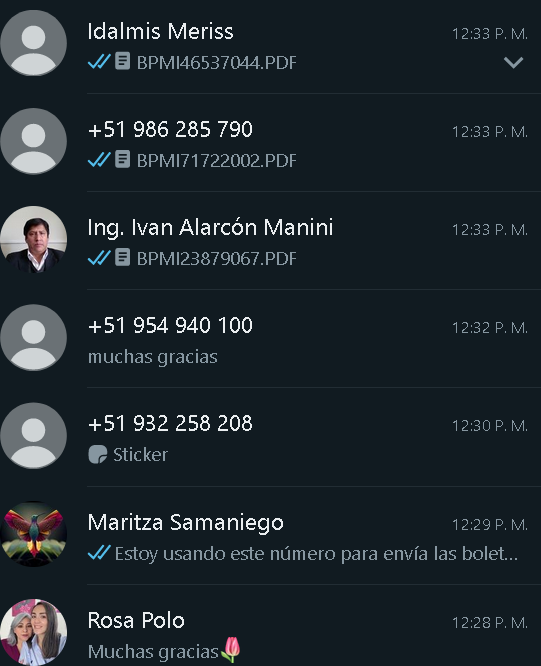 Idalmis Meriss 12:33 P. M.
BPMI46537044.PDF
+51 986 285 790 12:33 P. M.
BPMI71722002.PDF
Ing. Ivan Alarcón Manini 12:33 P. M.
BPMI23879067.PDF
+51 954 940 100 12:32 P. M.
muchas gracias
+51 932 258 208 12:30 P. M.
Sticker
Maritza Samaniego 12:29 P. M.
Estoy usando este número para envía las bolet...
Rosa Polo 12:28 P. M.
Muchas gracias🌷